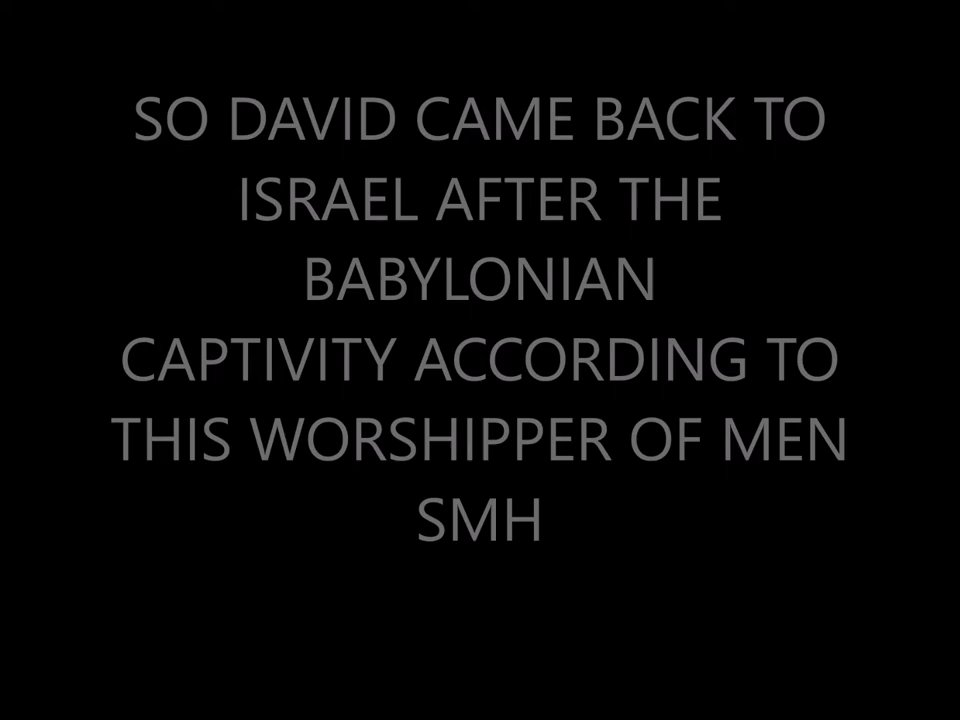 SO DAVID CAME BACK TO
ISRAEL AFTER THE
BABYLONIAN
CAPTIVITY ACCORDING TO
THIS WORSHIPPER OF MEN
SMH